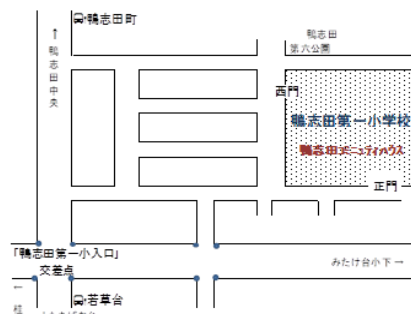 鴨志田町
↑鴨志田中央
鴨志田
第六公園
西門
鴨志田第一小学校
鴨志田コミュニティハウス
正門
「鴨志田第一小入口」
交差点
みたけ台小下→
←
若草台